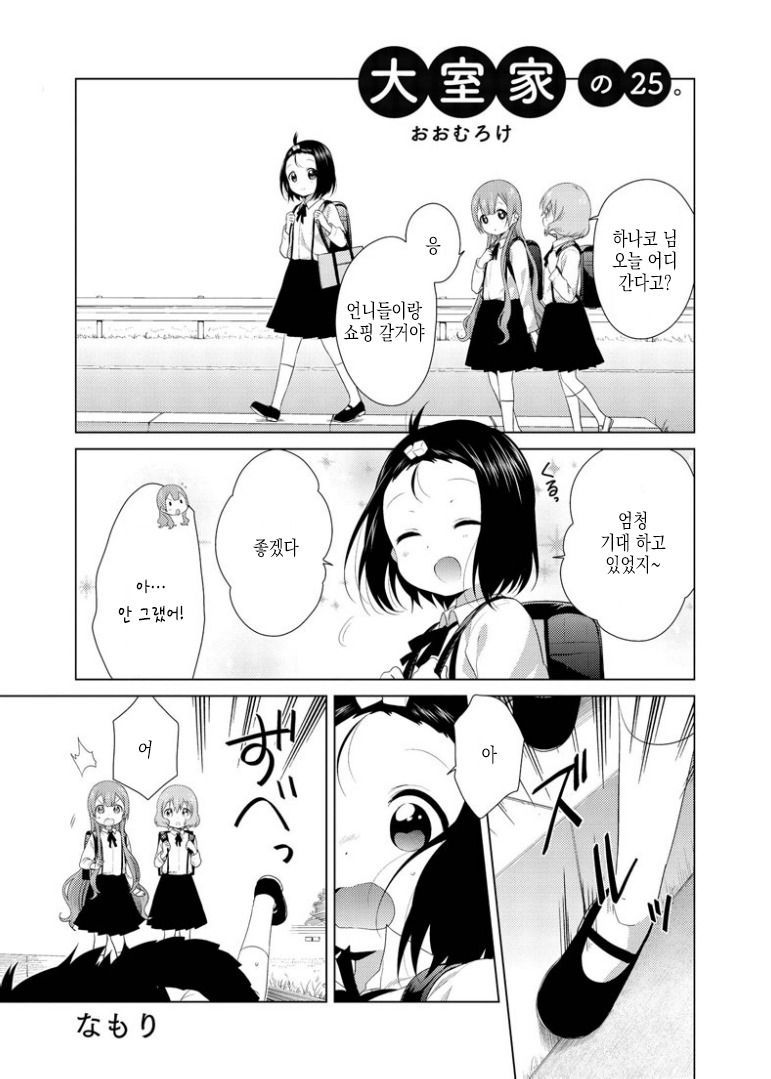 大室家の25。
おおむろけ
하나코 님
오늘 어디
간다고?
응
언니들이랑
쇼핑 갈거야
엄청
기대 하고
있었지~
くるっ
좋겠다
아…
안 그랬어!
아
ズ
어
ずべっ
なもり